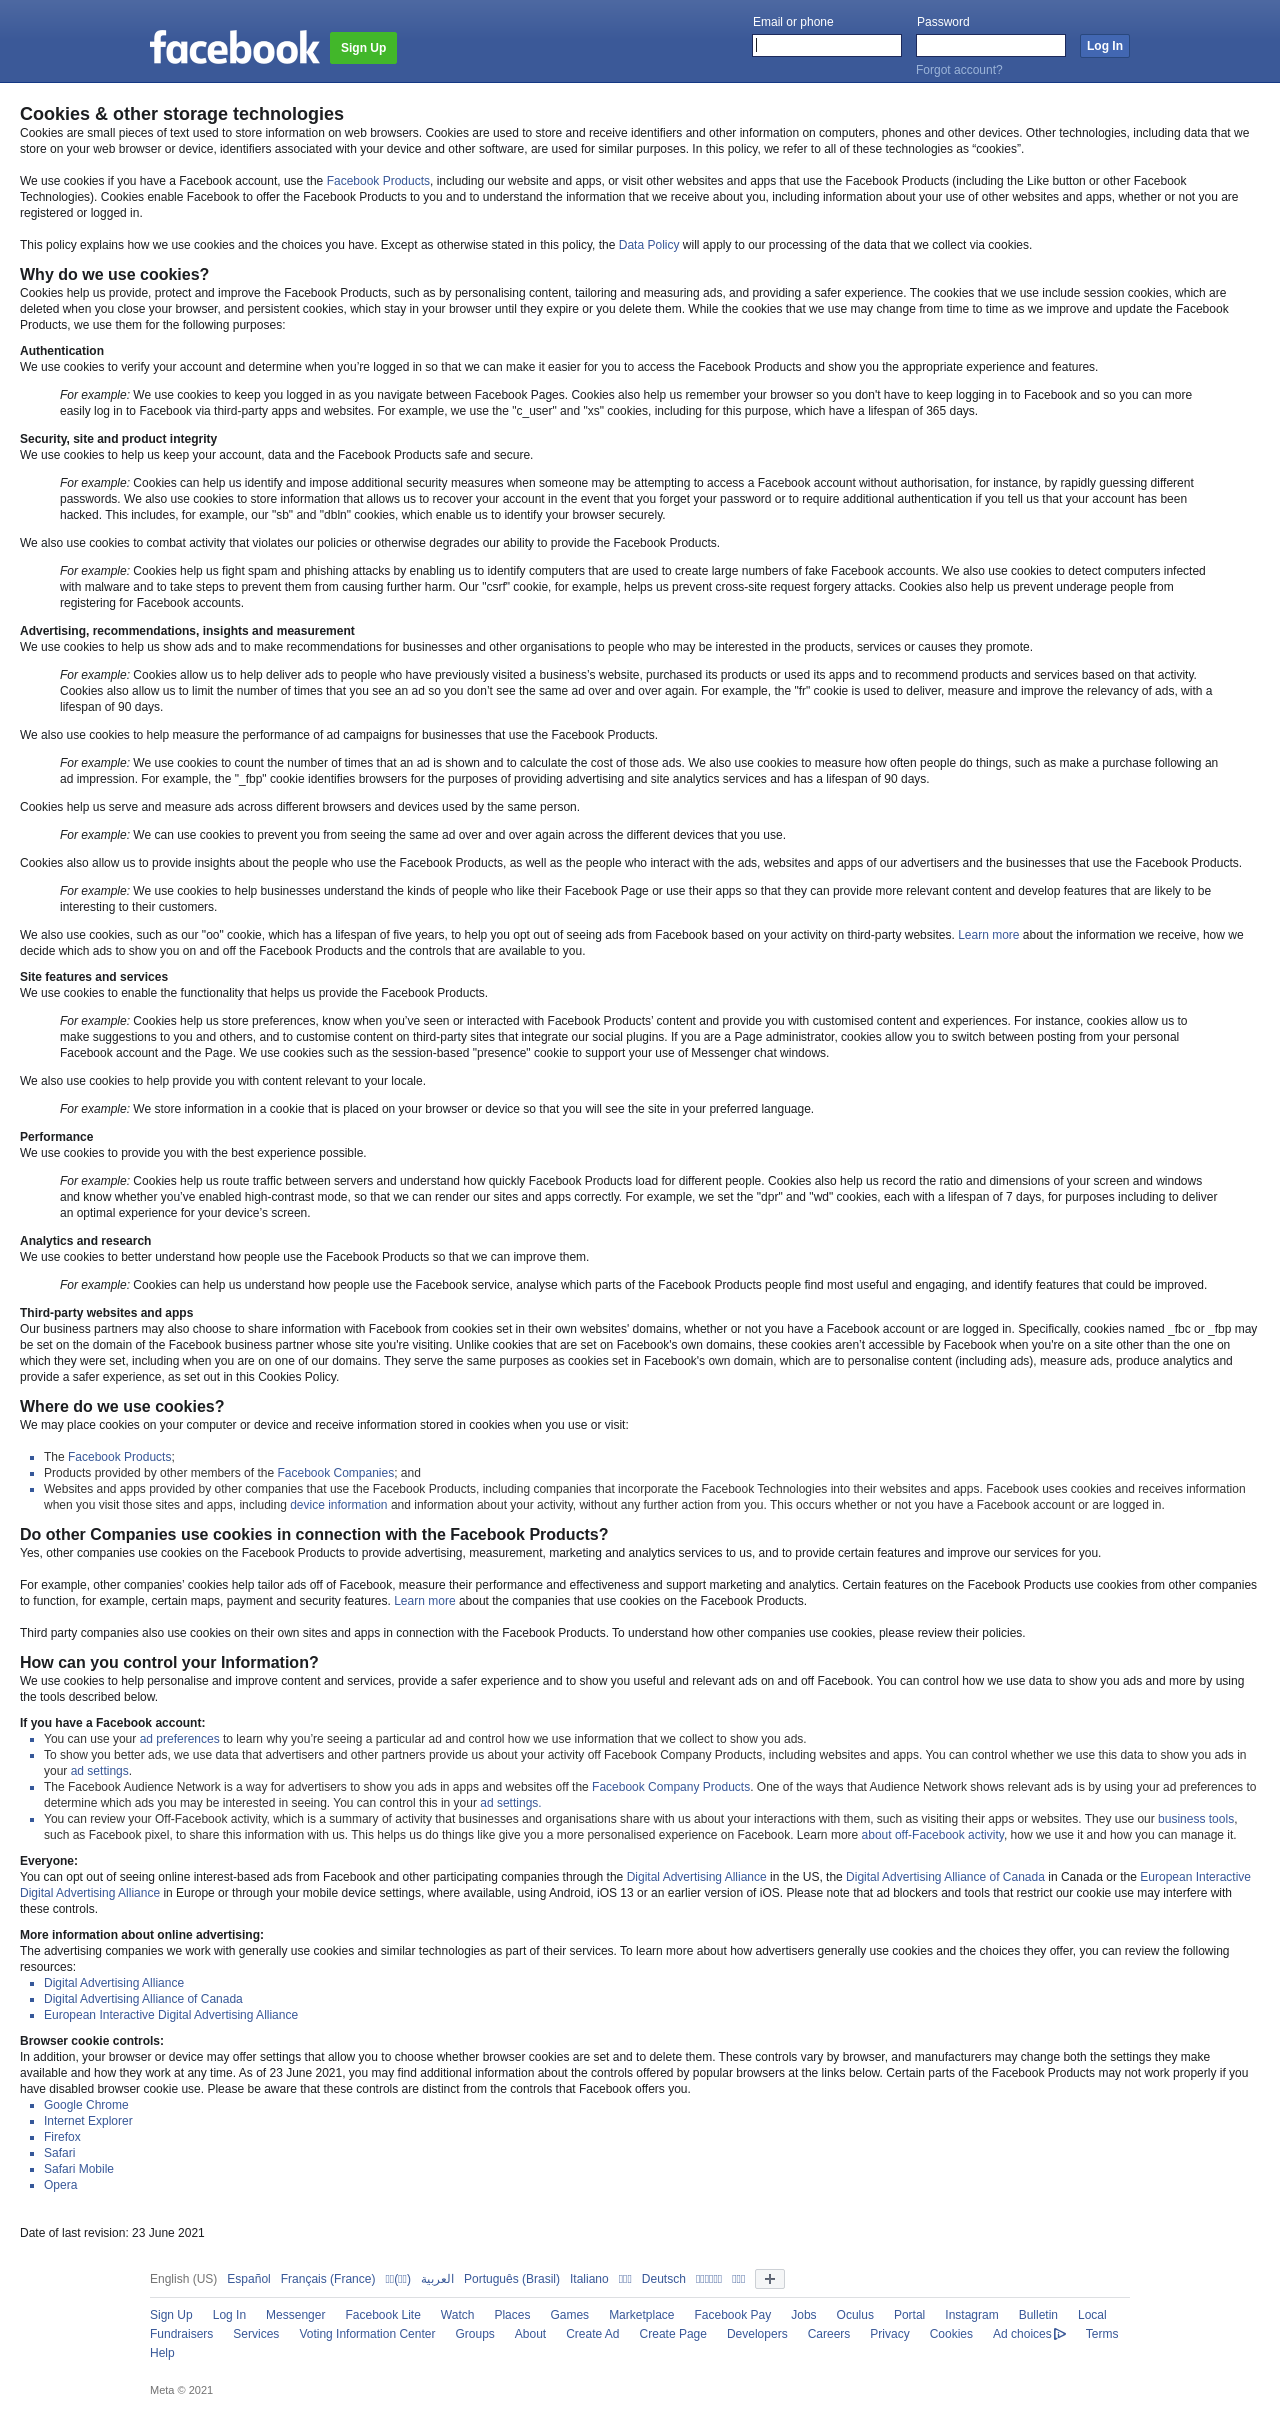 facebook
Sign Up
Email or phone
Password
Log In
Forgot account?
Cookies & other storage technologies
Cookies are small pieces of text used to store information on web browsers. Cookies are used to store and receive identifiers and other information on computers, phones and other devices. Other technologies, including data that we
store on your web browser or device, identifiers associated with your device and other software, are used for similar purposes. In this policy, we refer to all of these technologies as “cookies”.
We use cookies if you have a Facebook account, use the Facebook Products, including our website and apps, or visit other websites and apps that use the Facebook Products (including the Like button or other Facebook
Technologies). Cookies enable Facebook to offer the Facebook Products to you and to understand the information that we receive about you, including information about your use of other websites and apps, whether or not you are
registered or logged in.
This policy explains how we use cookies and the choices you have. Except as otherwise stated in this policy, the Data Policy will apply to our processing of the data that we collect via cookies.
Why do we use cookies?
Cookies help us provide, protect and improve the Facebook Products, such as by personalising content, tailoring and measuring ads, and providing a safer experience. The cookies that we use include session cookies, which are
deleted when you close your browser, and persistent cookies, which stay in your browser until they expire or you delete them. While the cookies that we use may change from time to time as we improve and update the Facebook
Products, we use them for the following purposes:
Authentication
We use cookies to verify your account and determine when you’re logged in so that we can make it easier for you to access the Facebook Products and show you the appropriate experience and features.
For example: We use cookies to keep you logged in as you navigate between Facebook Pages. Cookies also help us remember your browser so you don't have to keep logging in to Facebook and so you can more
easily log in to Facebook via third-party apps and websites. For example, we use the "c_user" and "xs" cookies, including for this purpose, which have a lifespan of 365 days.
Security, site and product integrity
We use cookies to help us keep your account, data and the Facebook Products safe and secure.
For example: Cookies can help us identify and impose additional security measures when someone may be attempting to access a Facebook account without authorisation, for instance, by rapidly guessing different
passwords. We also use cookies to store information that allows us to recover your account in the event that you forget your password or to require additional authentication if you tell us that your account has been
hacked. This includes, for example, our "sb" and "dbln" cookies, which enable us to identify your browser securely.
We also use cookies to combat activity that violates our policies or otherwise degrades our ability to provide the Facebook Products.
For example: Cookies help us fight spam and phishing attacks by enabling us to identify computers that are used to create large numbers of fake Facebook accounts. We also use cookies to detect computers infected
with malware and to take steps to prevent them from causing further harm. Our "csrf" cookie, for example, helps us prevent cross-site request forgery attacks. Cookies also help us prevent underage people from
registering for Facebook accounts.
Advertising, recommendations, insights and measurement
We use cookies to help us show ads and to make recommendations for businesses and other organisations to people who may be interested in the products, services or causes they promote.
For example: Cookies allow us to help deliver ads to people who have previously visited a business’s website, purchased its products or used its apps and to recommend products and services based on that activity.
Cookies also allow us to limit the number of times that you see an ad so you don’t see the same ad over and over again. For example, the "fr" cookie is used to deliver, measure and improve the relevancy of ads, with a
lifespan of 90 days.
We also use cookies to help measure the performance of ad campaigns for businesses that use the Facebook Products.
For example: We use cookies to count the number of times that an ad is shown and to calculate the cost of those ads. We also use cookies to measure how often people do things, such as make a purchase following an
ad impression. For example, the "_fbp" cookie identifies browsers for the purposes of providing advertising and site analytics services and has a lifespan of 90 days.
Cookies help us serve and measure ads across different browsers and devices used by the same person.
For example: We can use cookies to prevent you from seeing the same ad over and over again across the different devices that you use.
Cookies also allow us to provide insights about the people who use the Facebook Products, as well as the people who interact with the ads, websites and apps of our advertisers and the businesses that use the Facebook Products.
For example: We use cookies to help businesses understand the kinds of people who like their Facebook Page or use their apps so that they can provide more relevant content and develop features that are likely to be
interesting to their customers.
We also use cookies, such as our "oo" cookie, which has a lifespan of five years, to help you opt out of seeing ads from Facebook based on your activity on third-party websites. Learn more about the information we receive, how we
decide which ads to show you on and off the Facebook Products and the controls that are available to you.
Site features and services
We use cookies to enable the functionality that helps us provide the Facebook Products.
For example: Cookies help us store preferences, know when you’ve seen or interacted with Facebook Products’ content and provide you with customised content and experiences. For instance, cookies allow us to
make suggestions to you and others, and to customise content on third-party sites that integrate our social plugins. If you are a Page administrator, cookies allow you to switch between posting from your personal
Facebook account and the Page. We use cookies such as the session-based "presence" cookie to support your use of Messenger chat windows.
We also use cookies to help provide you with content relevant to your locale.
For example: We store information in a cookie that is placed on your browser or device so that you will see the site in your preferred language.
Performance
We use cookies to provide you with the best experience possible.
For example: Cookies help us route traffic between servers and understand how quickly Facebook Products load for different people. Cookies also help us record the ratio and dimensions of your screen and windows
and know whether you’ve enabled high-contrast mode, so that we can render our sites and apps correctly. For example, we set the "dpr" and "wd" cookies, each with a lifespan of 7 days, for purposes including to deliver
an optimal experience for your device’s screen.
Analytics and research
We use cookies to better understand how people use the Facebook Products so that we can improve them.
For example: Cookies can help us understand how people use the Facebook service, analyse which parts of the Facebook Products people find most useful and engaging, and identify features that could be improved.
Third-party websites and apps
Our business partners may also choose to share information with Facebook from cookies set in their own websites' domains, whether or not you have a Facebook account or are logged in. Specifically, cookies named _fbc or _fbp may
be set on the domain of the Facebook business partner whose site you're visiting. Unlike cookies that are set on Facebook's own domains, these cookies aren’t accessible by Facebook when you're on a site other than the one on
which they were set, including when you are on one of our domains. They serve the same purposes as cookies set in Facebook's own domain, which are to personalise content (including ads), measure ads, produce analytics and
provide a safer experience, as set out in this Cookies Policy.
Where do we use cookies?
We may place cookies on your computer or device and receive information stored in cookies when you use or visit:
The Facebook Products;
Products provided by other members of the Facebook Companies; and
Websites and apps provided by other companies that use the Facebook Products, including companies that incorporate the Facebook Technologies into their websites and apps. Facebook uses cookies and receives information
when you visit those sites and apps, including device information and information about your activity, without any further action from you. This occurs whether or not you have a Facebook account or are logged in.
Do other Companies use cookies in connection with the Facebook Products?
Yes, other companies use cookies on the Facebook Products to provide advertising, measurement, marketing and analytics services to us, and to provide certain features and improve our services for you.
For example, other companies’ cookies help tailor ads off of Facebook, measure their performance and effectiveness and support marketing and analytics. Certain features on the Facebook Products use cookies from other companies
to function, for example, certain maps, payment and security features. Learn more about the companies that use cookies on the Facebook Products.
Third party companies also use cookies on their own sites and apps in connection with the Facebook Products. To understand how other companies use cookies, please review their policies.
How can you control your Information?
We use cookies to help personalise and improve content and services, provide a safer experience and to show you useful and relevant ads on and off Facebook. You can control how we use data to show you ads and more by using
the tools described below.
If you have a Facebook account:
You can use your ad preferences to learn why you’re seeing a particular ad and control how we use information that we collect to show you ads.
To show you better ads, we use data that advertisers and other partners provide us about your activity off Facebook Company Products, including websites and apps. You can control whether we use this data to show you ads in
your ad settings.
The Facebook Audience Network is a way for advertisers to show you ads in apps and websites off the Facebook Company Products. One of the ways that Audience Network shows relevant ads is by using your ad preferences to
determine which ads you may be interested in seeing. You can control this in your ad settings.
You can review your Off-Facebook activity, which is a summary of activity that businesses and organisations share with us about your interactions with them, such as visiting their apps or websites. They use our business tools,
such as Facebook pixel, to share this information with us. This helps us do things like give you a more personalised experience on Facebook. Learn more about off-Facebook activity, how we use it and how you can manage it.
Everyone:
You can opt out of seeing online interest-based ads from Facebook and other participating companies through the Digital Advertising Alliance in the US, the Digital Advertising Alliance of Canada in Canada or the European Interactive
Digital Advertising Alliance in Europe or through your mobile device settings, where available, using Android, iOS 13 or an earlier version of iOS. Please note that ad blockers and tools that restrict our cookie use may interfere with
these controls.
More information about online advertising:
The advertising companies we work with generally use cookies and similar technologies as part of their services. To learn more about how advertisers generally use cookies and the choices they offer, you can review the following
resources:
Digital Advertising Alliance
Digital Advertising Alliance of Canada
European Interactive Digital Advertising Alliance
Browser cookie controls:
In addition, your browser or device may offer settings that allow you to choose whether browser cookies are set and to delete them. These controls vary by browser, and manufacturers may change both the settings they make
available and how they work at any time. As of 23 June 2021, you may find additional information about the controls offered by popular browsers at the links below. Certain parts of the Facebook Products may not work properly if you
have disabled browser cookie use. Please be aware that these controls are distinct from the controls that Facebook offers you.
Google Chrome
Internet Explorer
Firefox
Safari
Safari Mobile
Opera
Date of last revision: 23 June 2021
English (US) Español Français (France) العربية Português (Brasil) Italiano Deutsch
Sign Up Log In Messenger Facebook Lite Watch Places Games Marketplace Facebook Pay Jobs Oculus Portal Instagram Bulletin Local
Fundraisers Services Voting Information Center Groups About Create Ad Create Page Developers Careers Privacy Cookies Ad choices Terms
Help
Meta © 2021